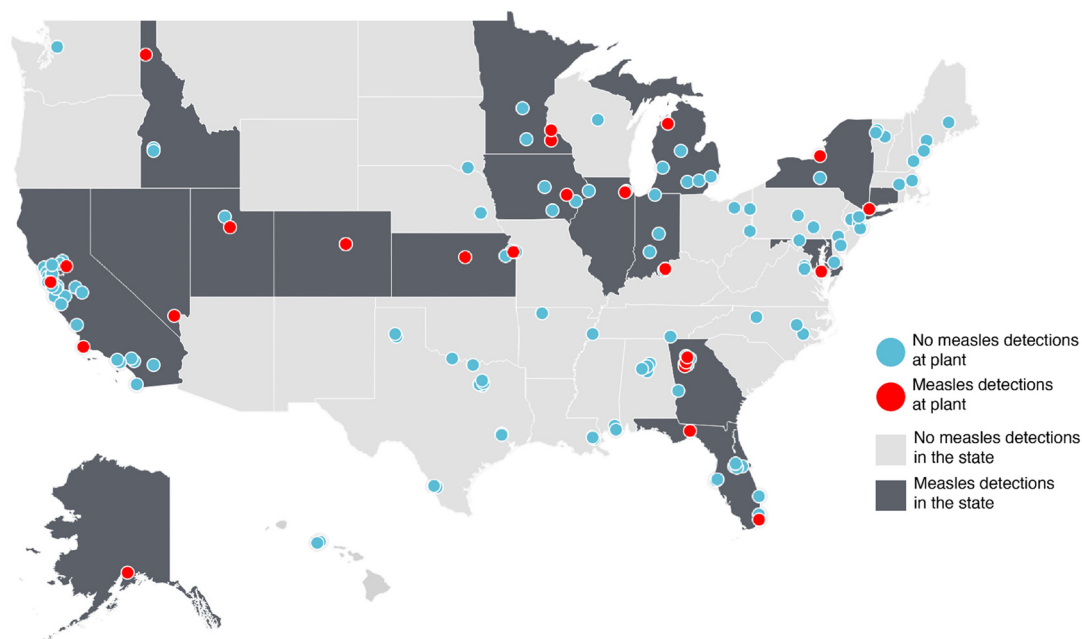 No measles detections
at plant
Measles detections
at plant
No measles detections
in the state
Measles detections
in the state